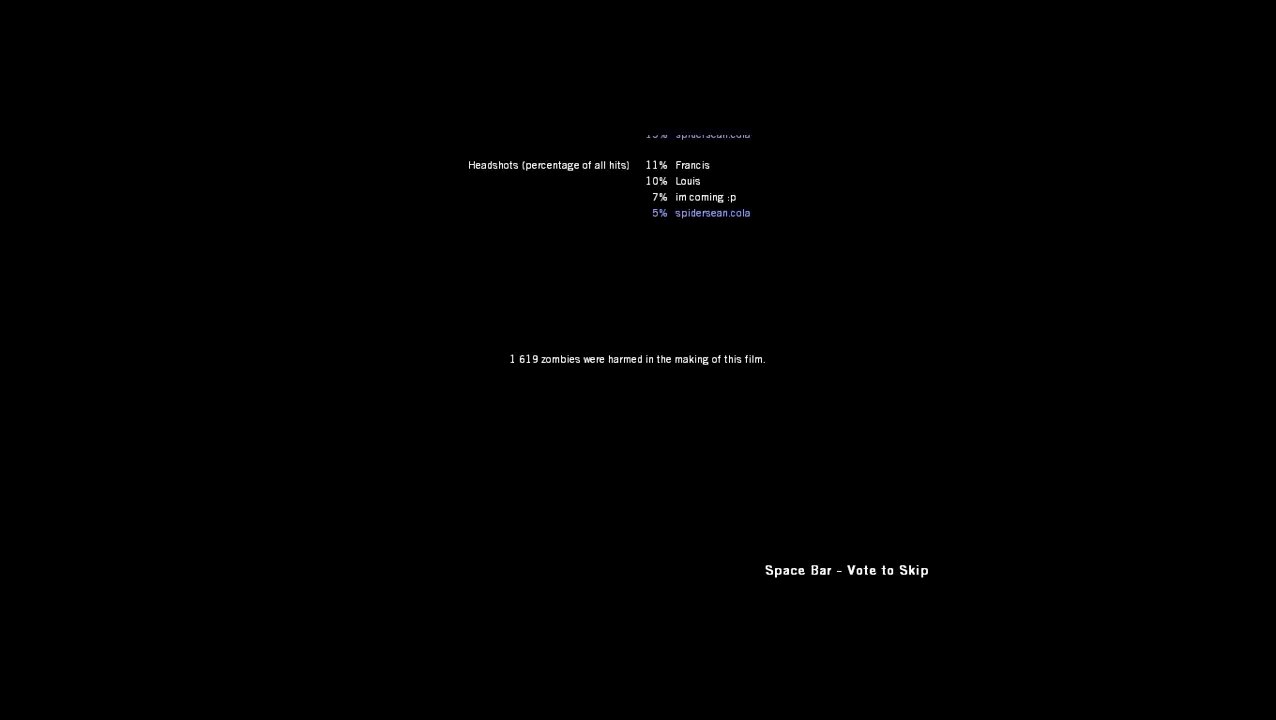 Headshots (percentage of all hits) 11% Francis
10% Louis
7% im coming :p
5% spidersean.cola
1 619 zombies were harmed in the making of this film.
Space Bar - Vote to Skip